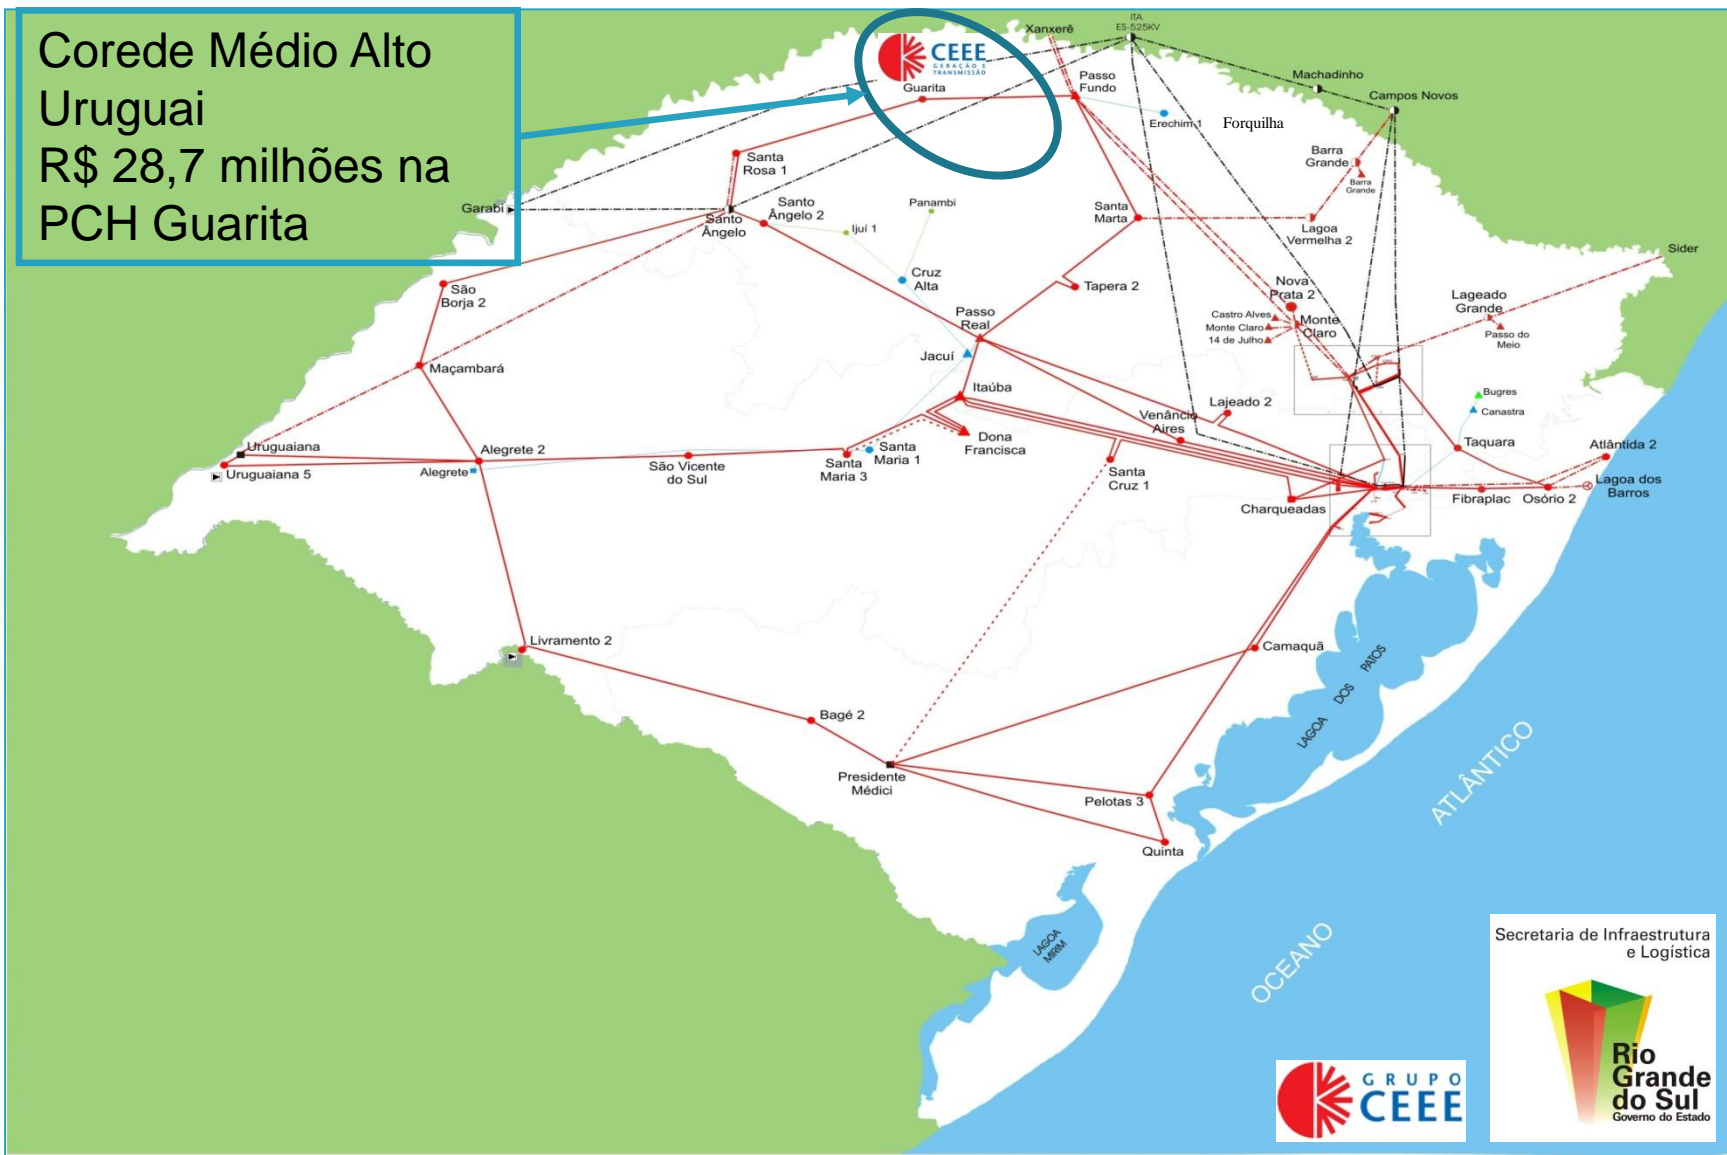 Corede Médio Alto
Uruguai
R$ 28,7 milhões na
PCH Guarita
CEEE
GERAÇÃO E
TRANSMISSÃO
Guarita
Xanxerê
ITA
ES-525KV
Passo
Fundo
Machadinho
Campos Novos
Erechim 1
Forquilha
Barra
Grande
Barra
Grande
Santa
Rosa 1
Garabi
Santo
Ângelo
Santo
Ângelo 2
Panambi
Ijuí 1
Santa
Marta
Lagoa
Vermelha 2
Sider
São
Borja 2
Cruz
Alta
Tapera 2
Nova
Prata 2
Lageado
Grande
Castro Alves
Monte Claro
14 de Julho
Monte
Claro
Passo do
Meio
Passo
Real
Jacuí
Maçambará
Itaúba
Lajeado 2
Bugres
Canastra
Venâncio
Aires
Uruguaiana
Uruguaiana 5
Alegrete 2
Alegrete
São Vicente
do Sul
Santa
Maria 3
Santa
Maria 1
Dona
Francisca
Santa
Cruz 1
Taquara
Atlântida 2
Charqueadas
Fibraplac
Osório 2
Lagoa dos
Barros
Livramento 2
Camaquã
LAGOA
DOS
PATOS
Bagé 2
Presidente
Médici
Pelotas 3
Quinta
LAGOA
MIRIM
OCEANO
ATLÂNTICO
GRUPO
CEEE
Secretaria de Infraestrutura
e Logística
Rio
Grande
do Sul
Governo do Estado